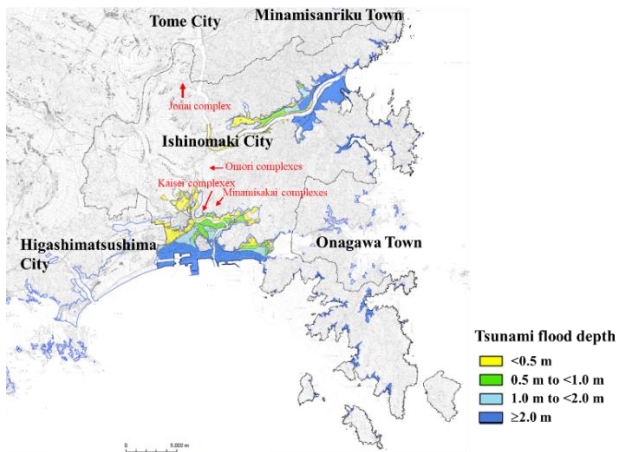 Tome City
Minamisanriku Town
Jonai complex
Ishinomaki City
Omori complexes
Kaisei complexex
Minamisakai complexes
Higashimatsushima
City
Onagawa Town
Tsunami flood depth
<0.5 m
0.5 m to <1.0 m
1.0 m to <2.0 m
≥2.0 m
0
5,000 m